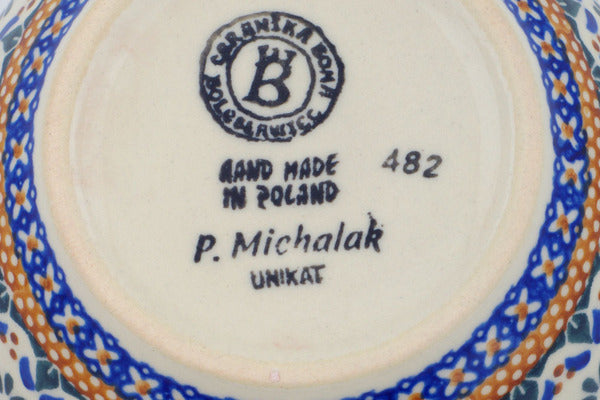 CERAMIKA BONA
B
BOLESŁAWIEC
HAND MADE
IN POLAND
482
P. Michalak
UNIKAT